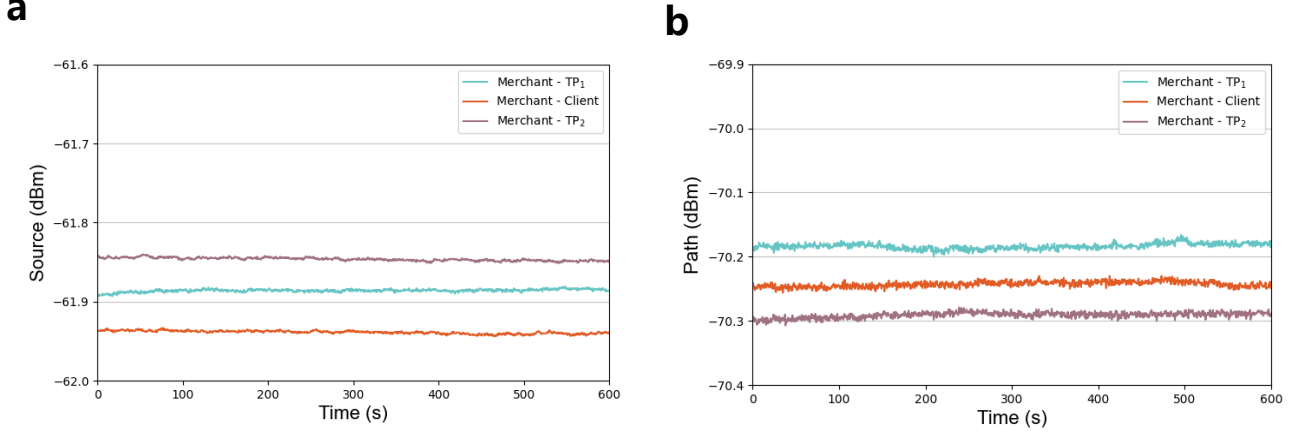 a
−61.6
−61.7
−61.8
−61.9
−62.0
Source (dBm)
Merchant - TP₁
Merchant - Client
Merchant - TP₂
0
100
200
300
400
500
600
Time (s)
b
−69.9
−70.0
−70.1
−70.2
−70.3
−70.4
Path (dBm)
Merchant - TP₁
Merchant - Client
Merchant - TP₂
0
100
200
300
400
500
600
Time (s)